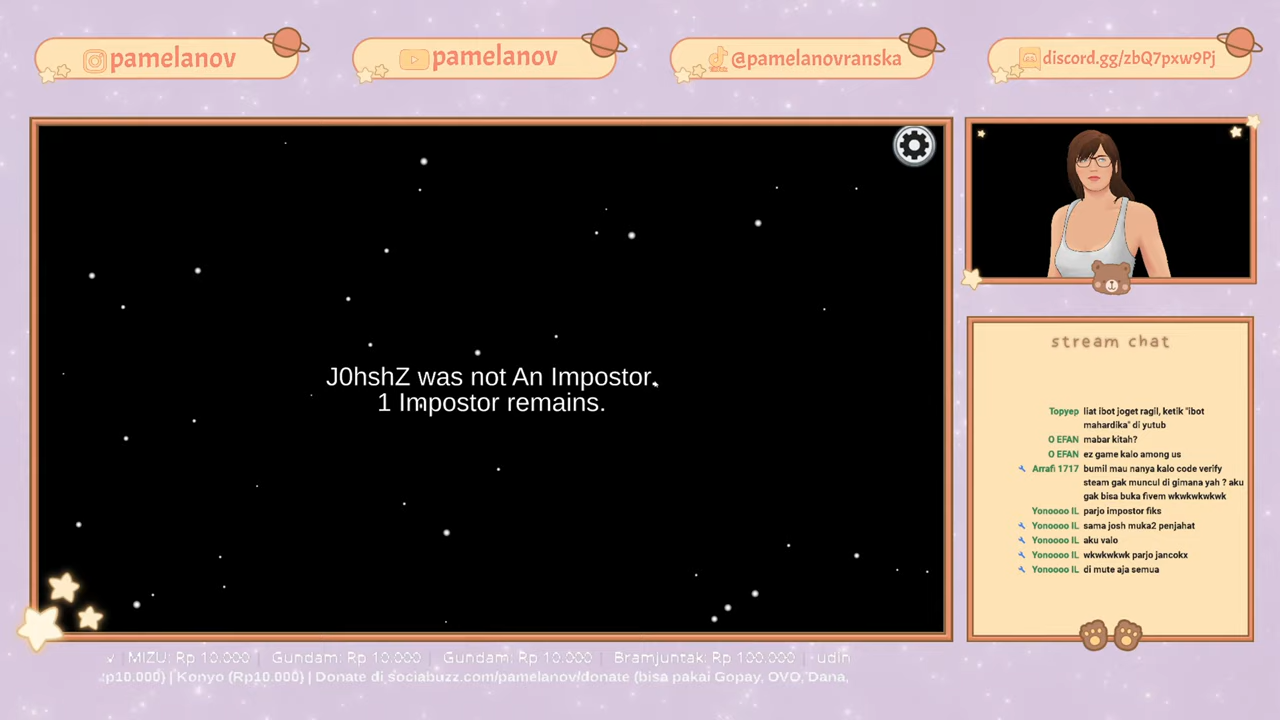 pamelanov
pamelanov
@pamelanovranska
discord.gg/zbQ7pxw9Pj
J0hshZ was not An Impostor.
1 Impostor remains.
stream chat
Topyep liat ibot joget ragil, ketik "ibot
mahardika" di yutub
O EFAN mabar kitah?
O EFAN ez game kalo among us
Arrafi 1717 bumil mau nanya kalo code verify
steam gak muncul di gimana yah ? aku
gak bisa buka fivem wkwkwkwkwk
Yonoooo IL parjo impostor fiks
Yonoooo IL sama josh muka2 penjahat
Yonoooo IL aku valo
Yonoooo IL wkwkwkwk parjo jancokx
Yonoooo IL di mute aja semua
MIZU: Rp 10.000 | Gundam: Rp 10.000 | Gundam: Rp 10.000 | Bramjuntak: Rp 100.000 | udin
p10.000) | Konyo (Rp10.000) | Donate di sociabuzz.com/pamelanov/donate (bisa pakai Gopay, OVO, Dana,